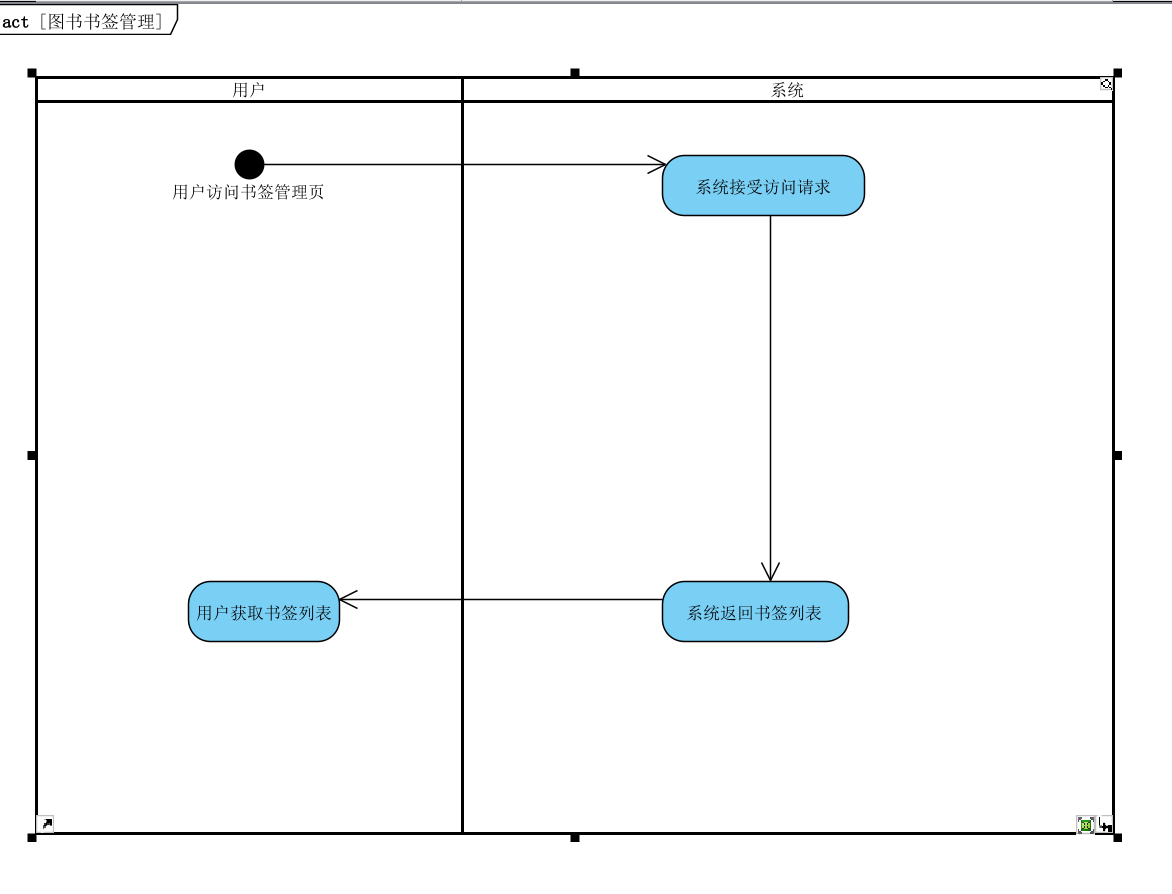 act [图书书签管理]
用户
系统
用户访问书签管理页
系统接受访问请求
用户获取书签列表
系统返回书签列表